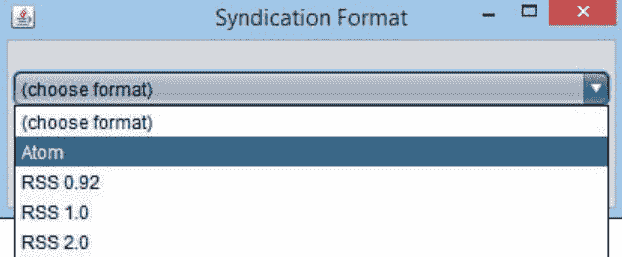 Syndication Format
(choose format)
(choose format)
Atom
RSS 0.92
RSS 1.0
RSS 2.0